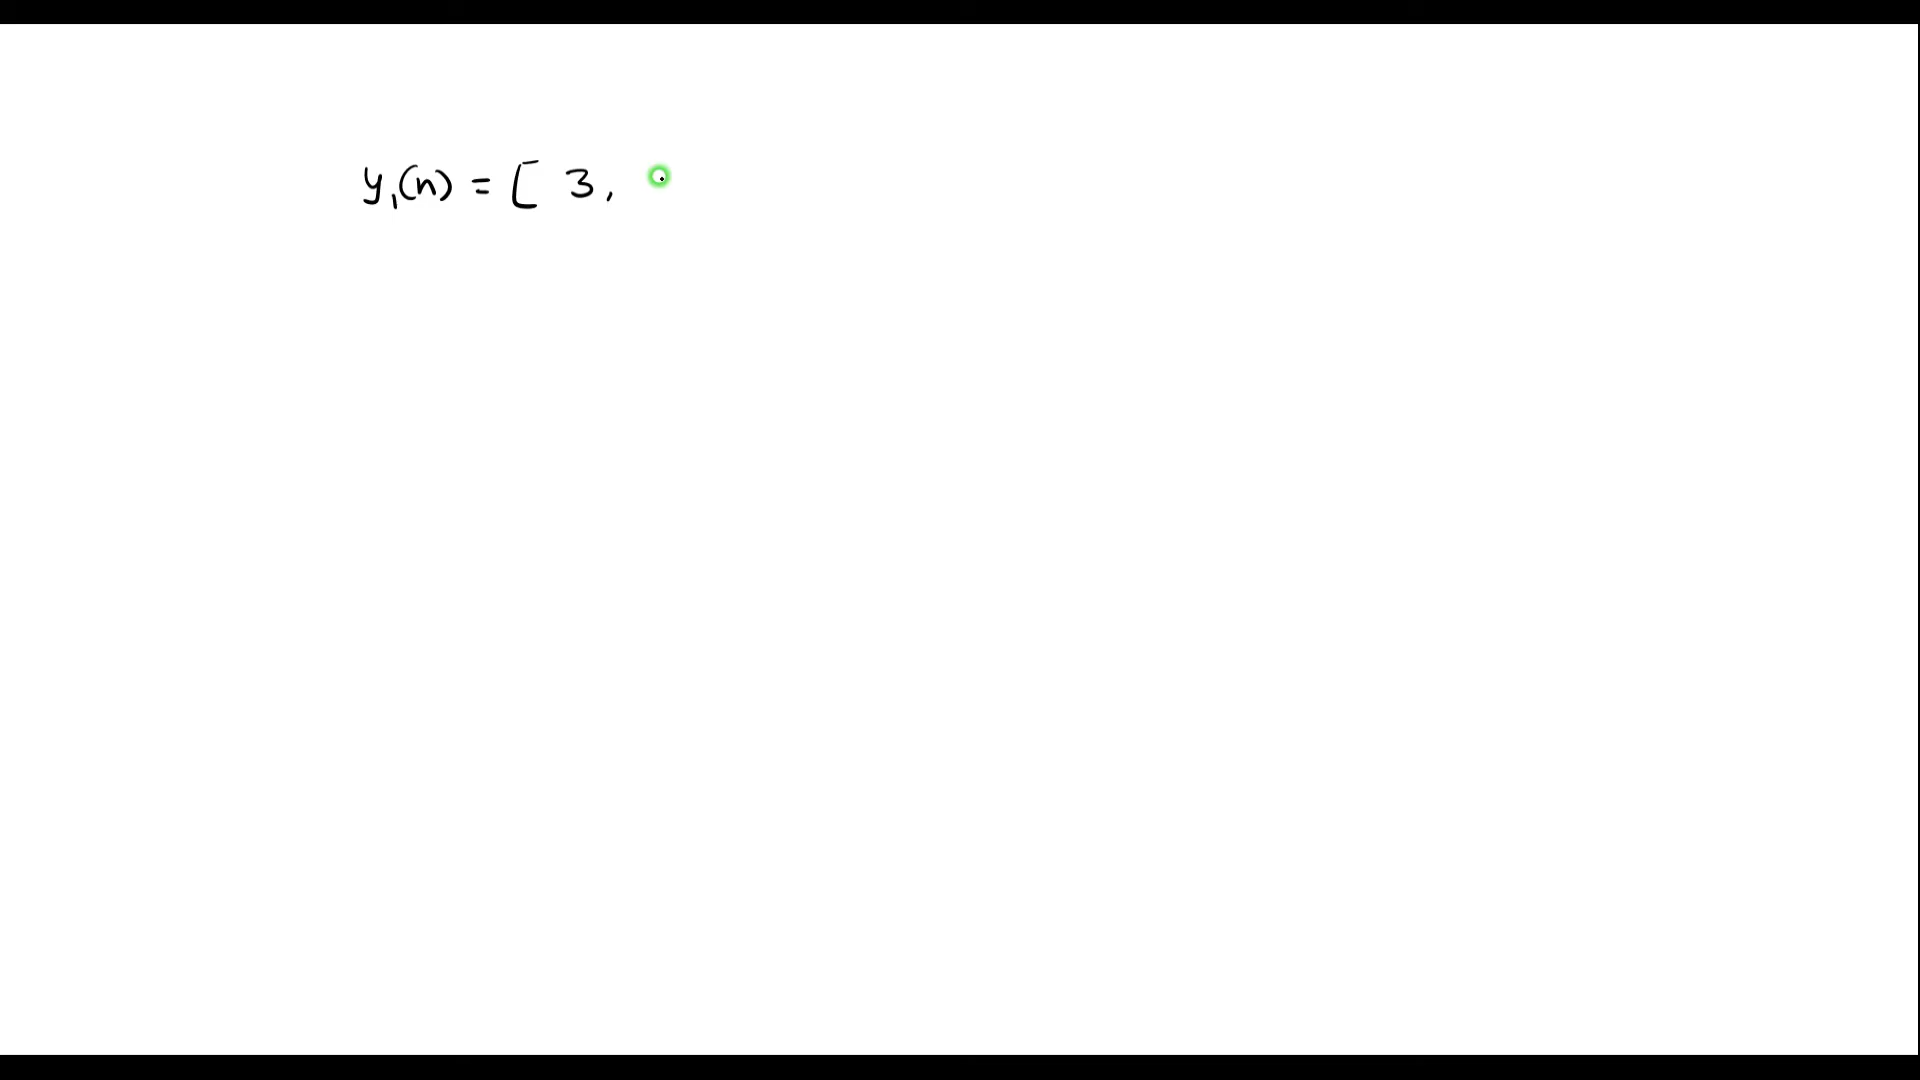 y₁(n) = [ 3,